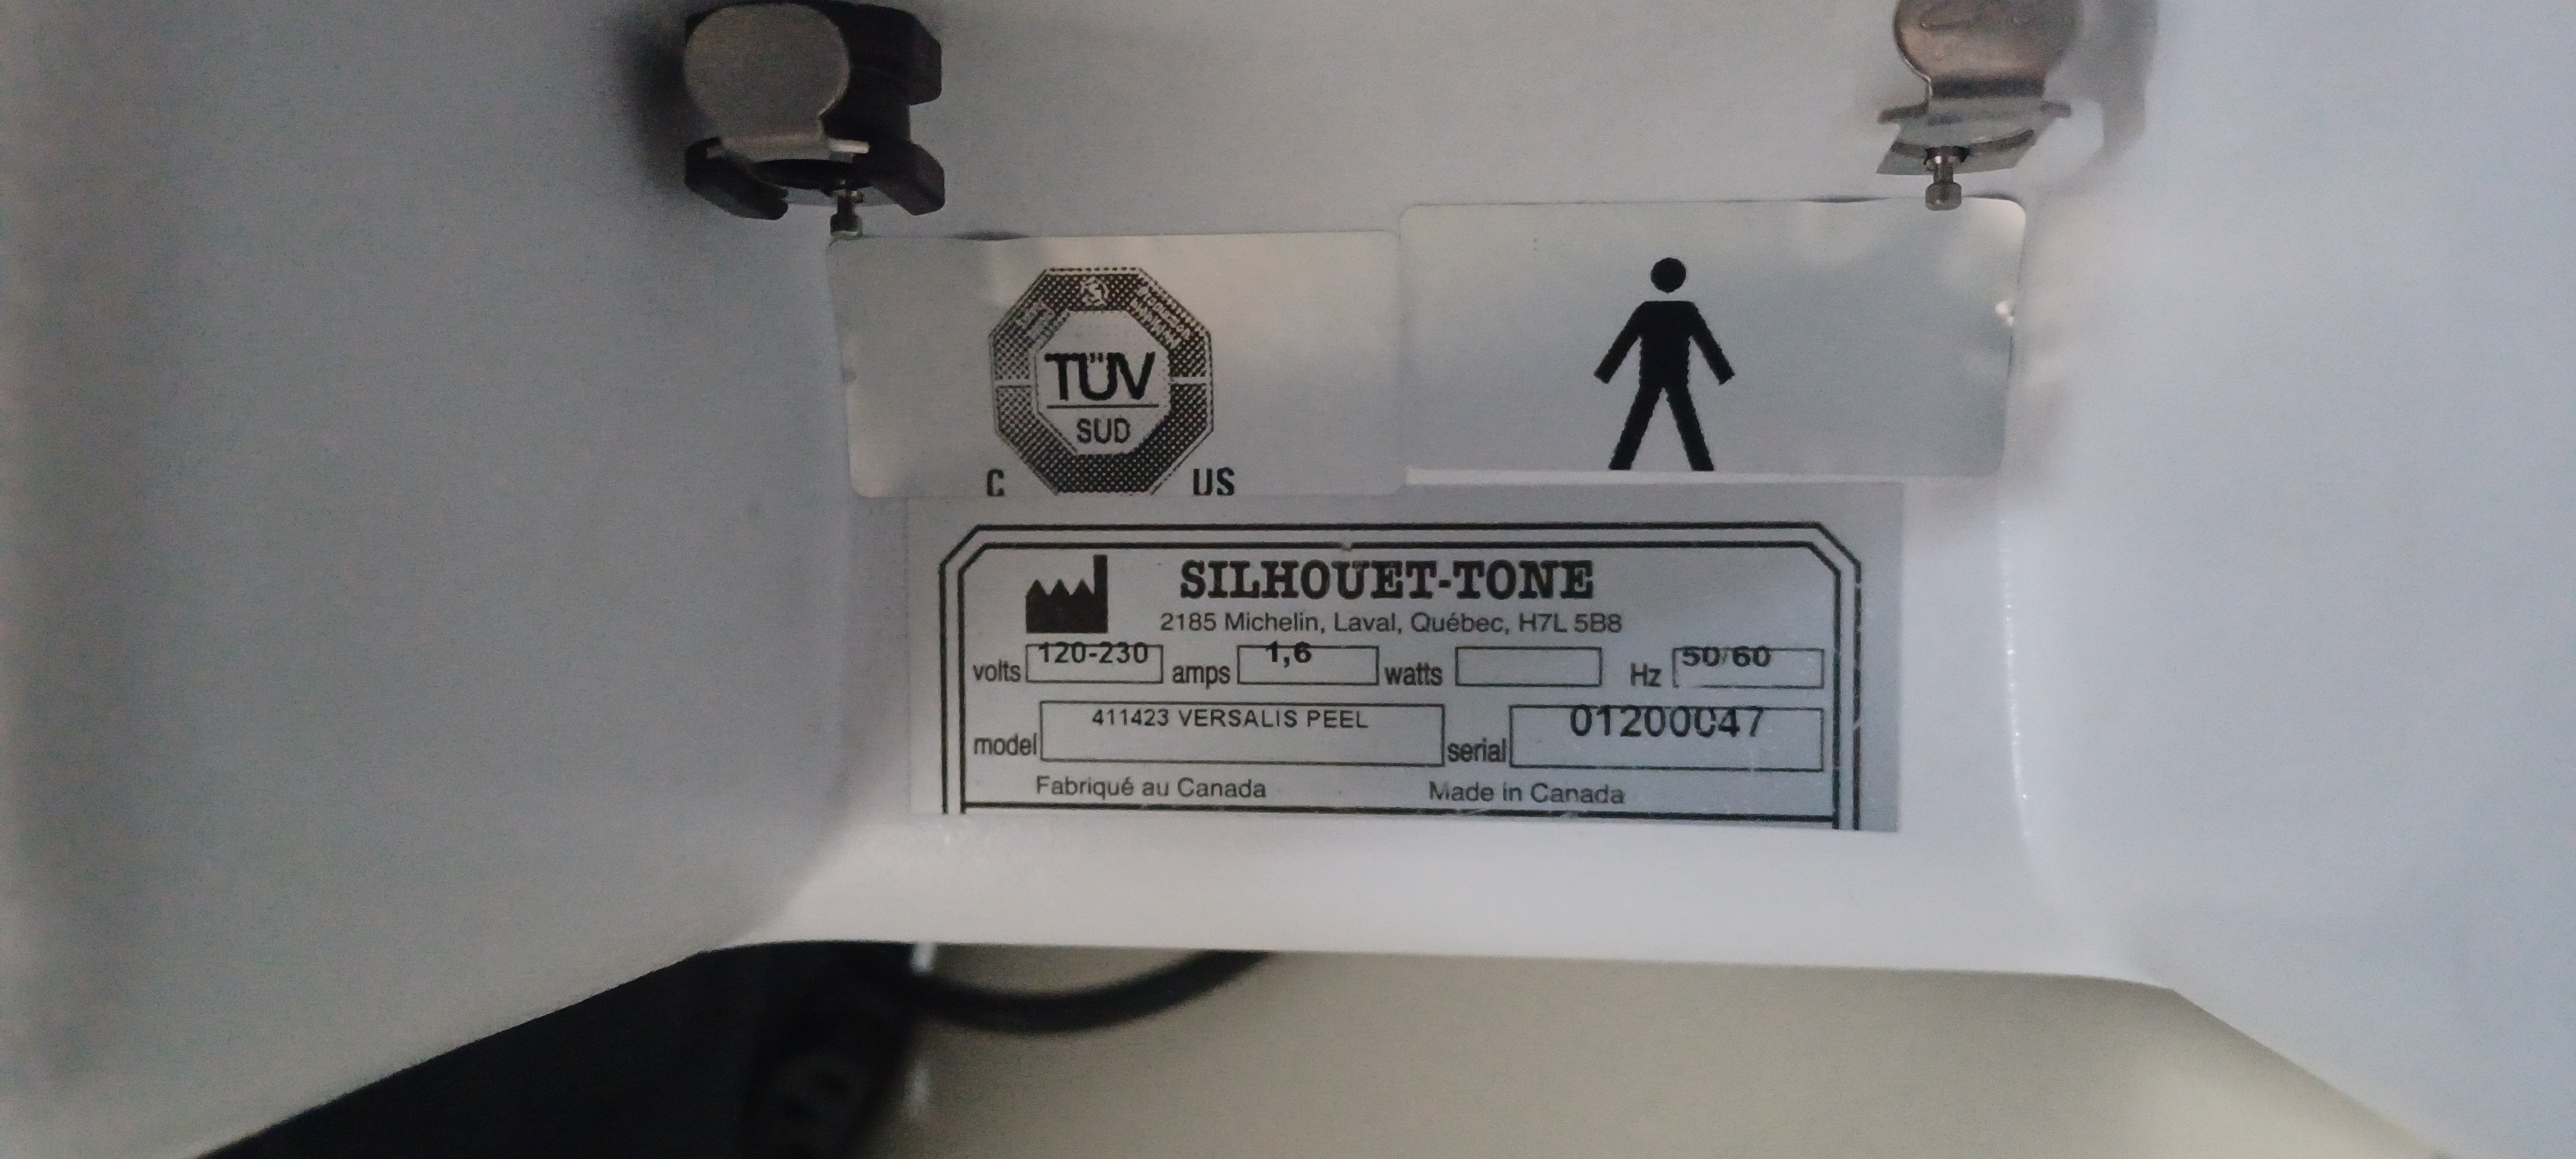 TÜV
SUD
C US
SILHOUET-TONE
2185 Michelin, Laval, Québec, H7L 5B8
volts 120-230 amps 1,6 watts Hz 50/60
model 411423 VERSALIS PEEL serial 01200047
Fabriqué au Canada Made in Canada